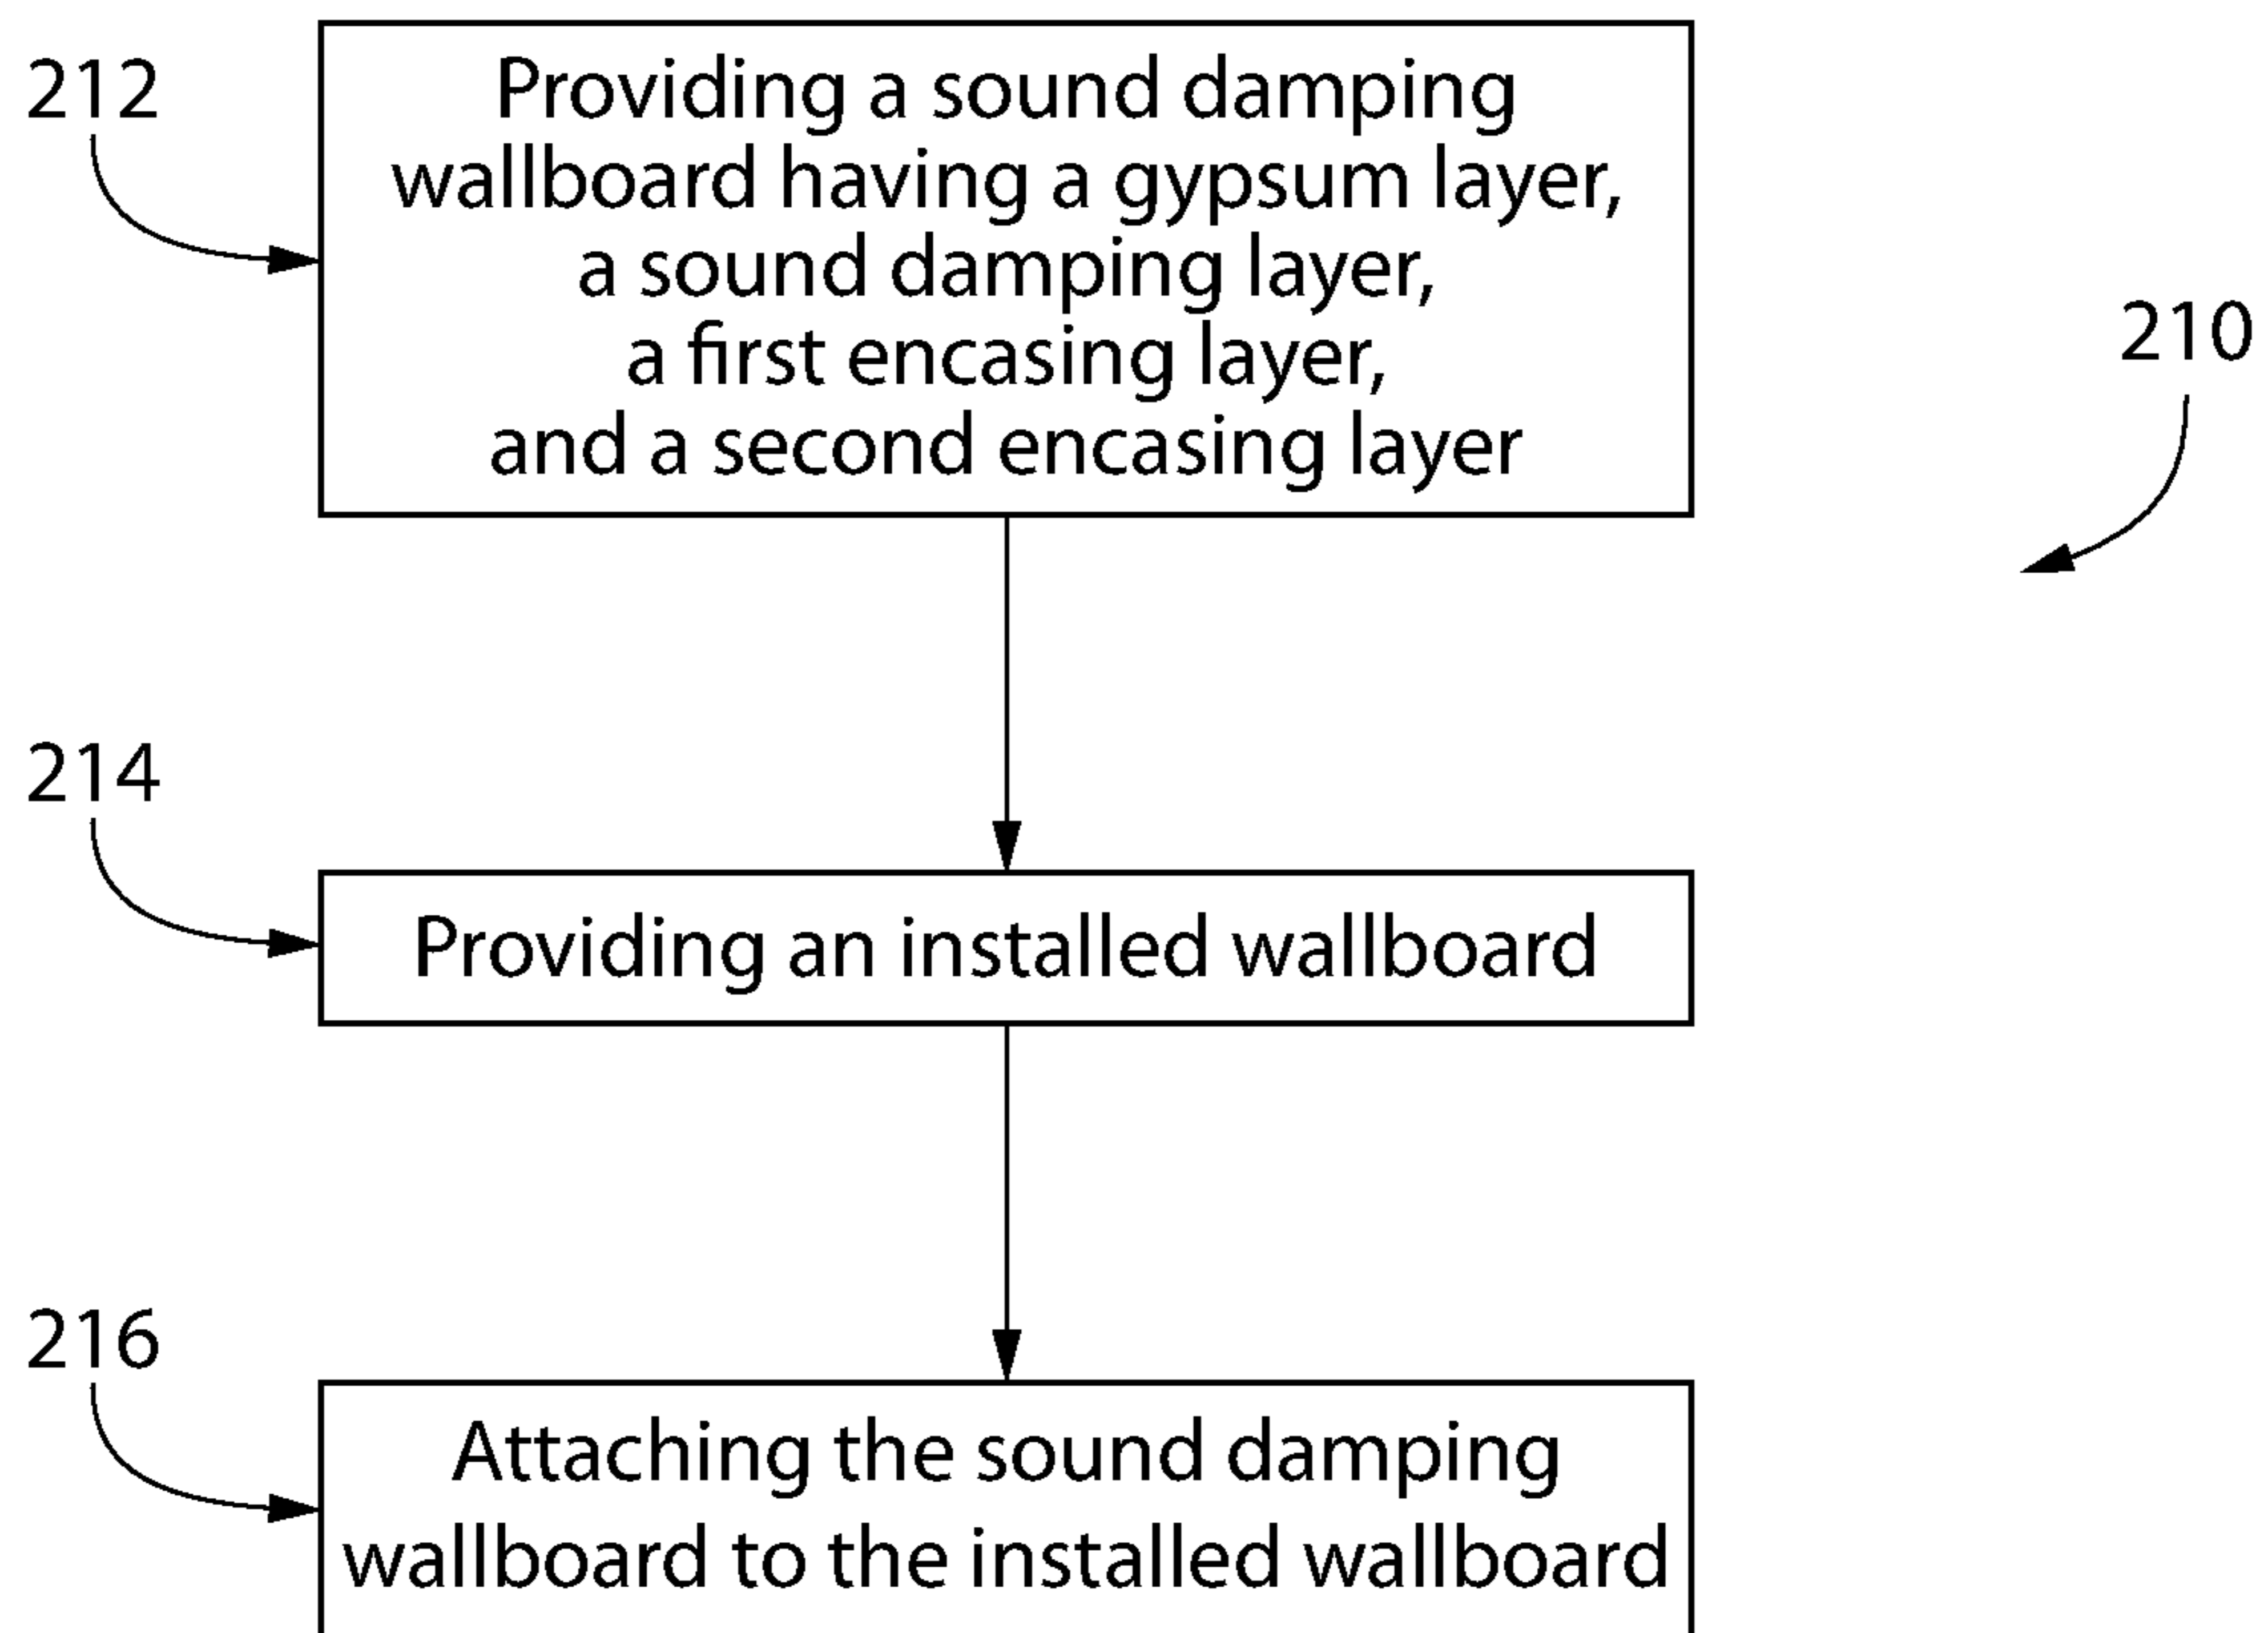 212
Providing a sound damping
wallboard having a gypsum layer,
a sound damping layer,
a first encasing layer,
and a second encasing layer
210
214
Providing an installed wallboard
216
Attaching the sound damping
wallboard to the installed wallboard